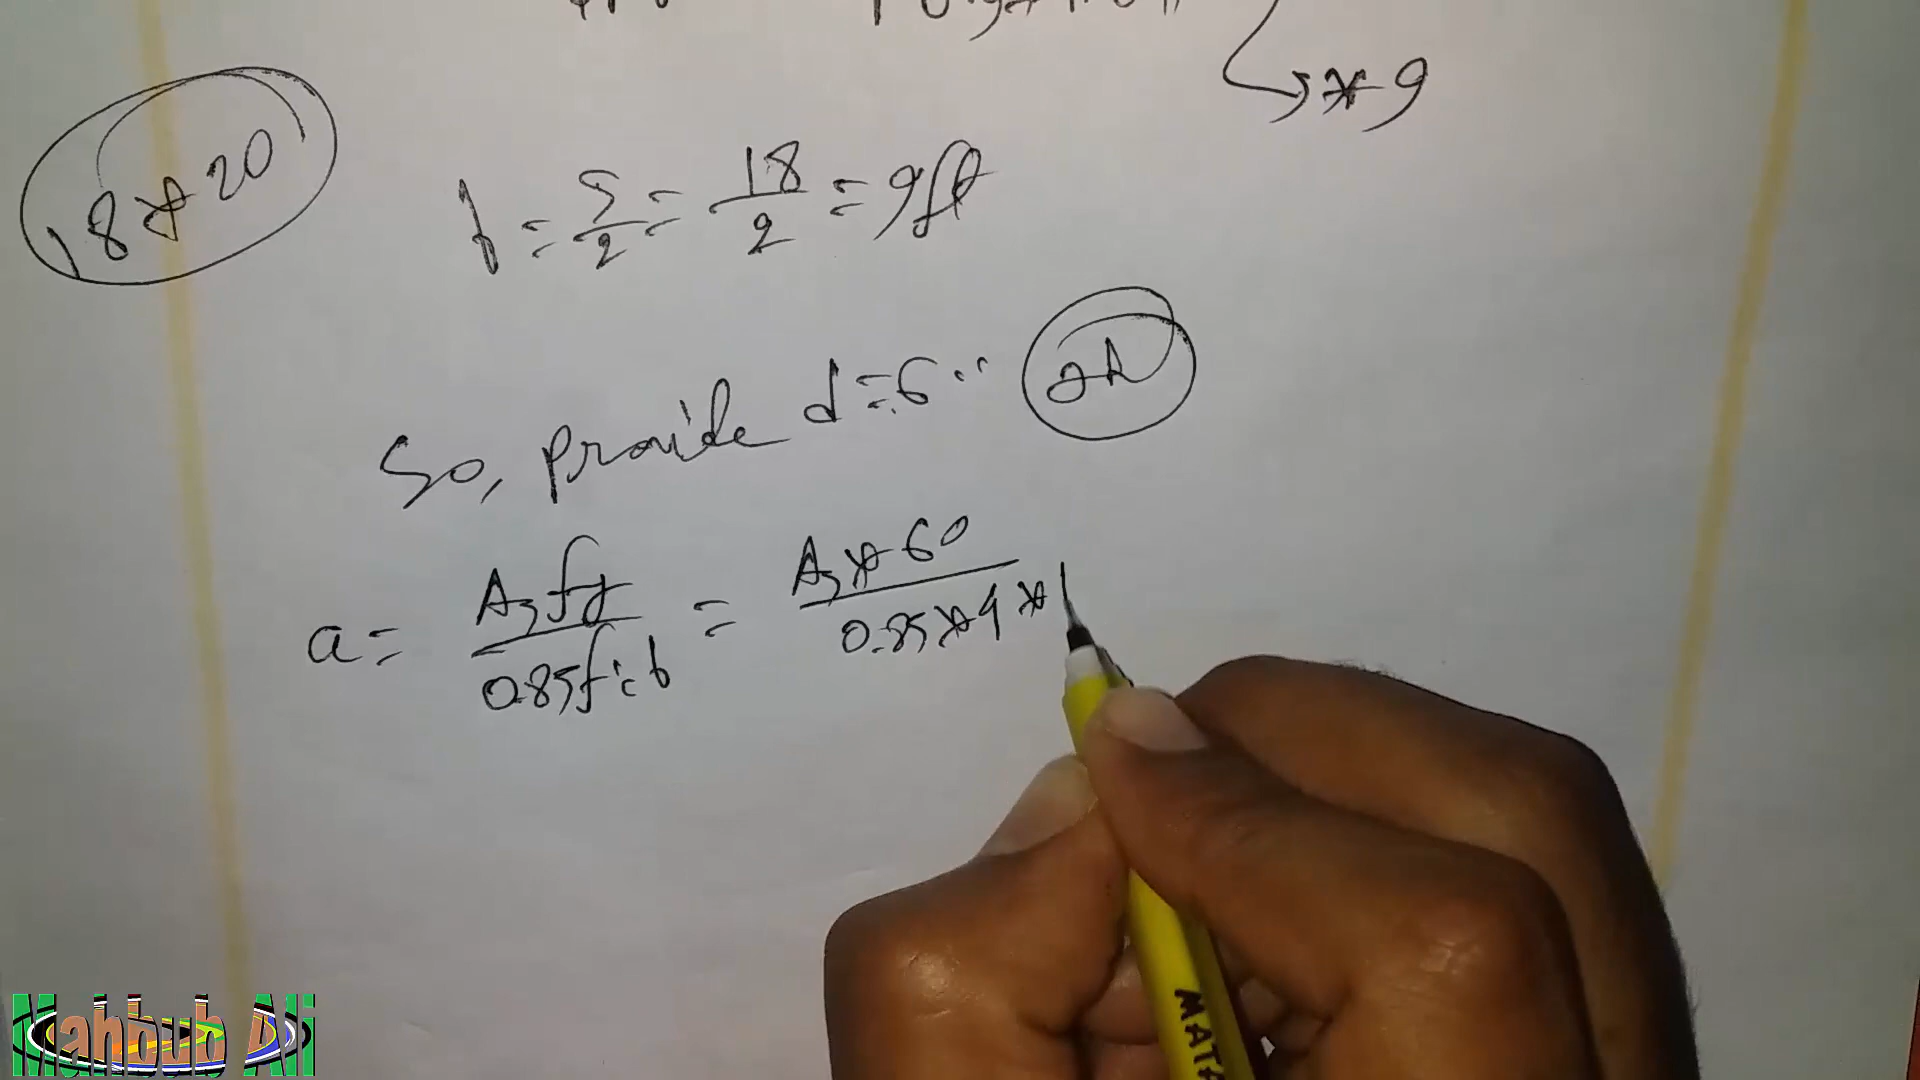 * 9
18 * 20
b = S/2 = 18/2 = 9ft
So, provide d = 6" ok
a = As fy / 0.85 f'c b = As * 60 / 0.85 * 4 * 1
MATA
Mahbub Ali